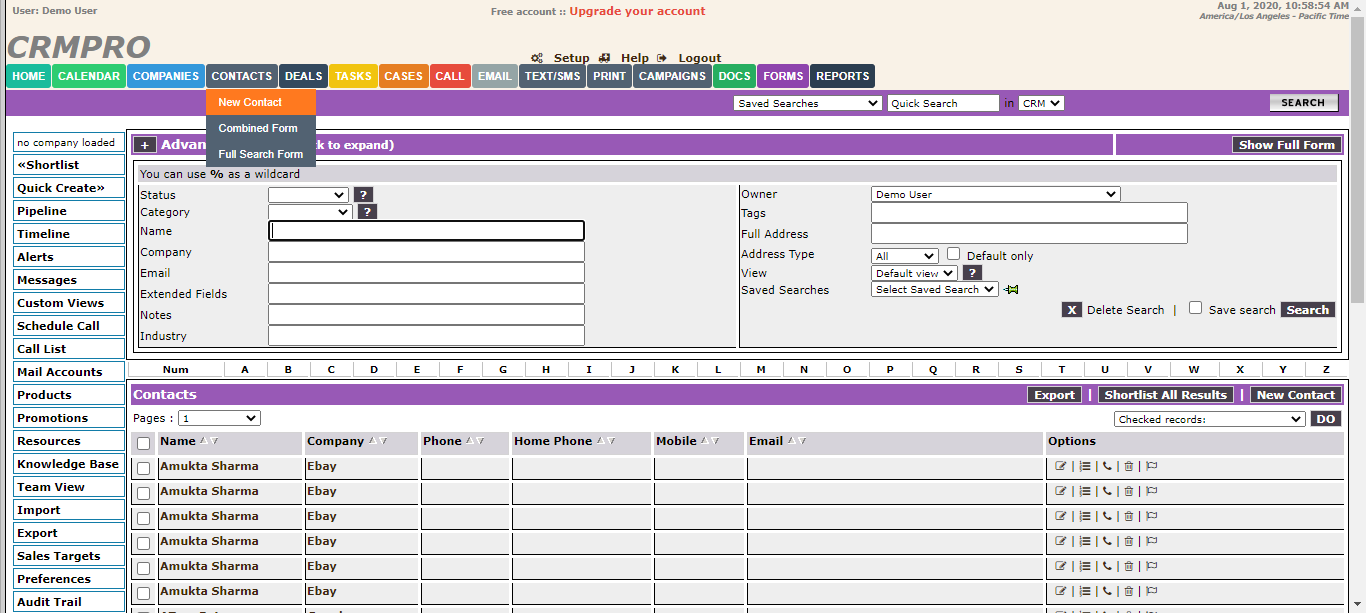 User: Demo User
Free account :: Upgrade your account
Aug 1, 2020, 10:58:54 AM
America/Los Angeles - Pacific Time
CRMPRO
Setup Help Logout
HOME CALENDAR COMPANIES CONTACTS DEALS TASKS CASES CALL EMAIL TEXT/SMS PRINT CAMPAIGNS DOCS FORMS REPORTS
New Contact
Combined Form
Full Search Form
Saved Searches Quick Search in CRM SEARCH
no company loaded
«Shortlist
Quick Create»
Pipeline
Timeline
Alerts
Messages
Custom Views
Schedule Call
Call List
Mail Accounts
Products
Promotions
Resources
Knowledge Base
Team View
Import
Export
Sales Targets
Preferences
Audit Trail
+ Advan k to expand) Show Full Form
You can use % as a wildcard
Status ?
Category ?
Name
Company
Email
Extended Fields
Notes
Industry
Owner Demo User
Tags
Full Address
Address Type All Default only
View Default view ?
Saved Searches Select Saved Search
X Delete Search | Save search Search
Num A B C D E F G H I J K L M N O P Q R S T U V W X Y Z
Contacts Export | Shortlist All Results | New Contact
Pages : 1 Checked records: DO
Name Company Phone Home Phone Mobile Email Options
Amukta Sharma Ebay | | | |
Amukta Sharma Ebay | | | |
Amukta Sharma Ebay | | | |
Amukta Sharma Ebay | | | |
Amukta Sharma Ebay | | | |
Amukta Sharma Ebay | | | |